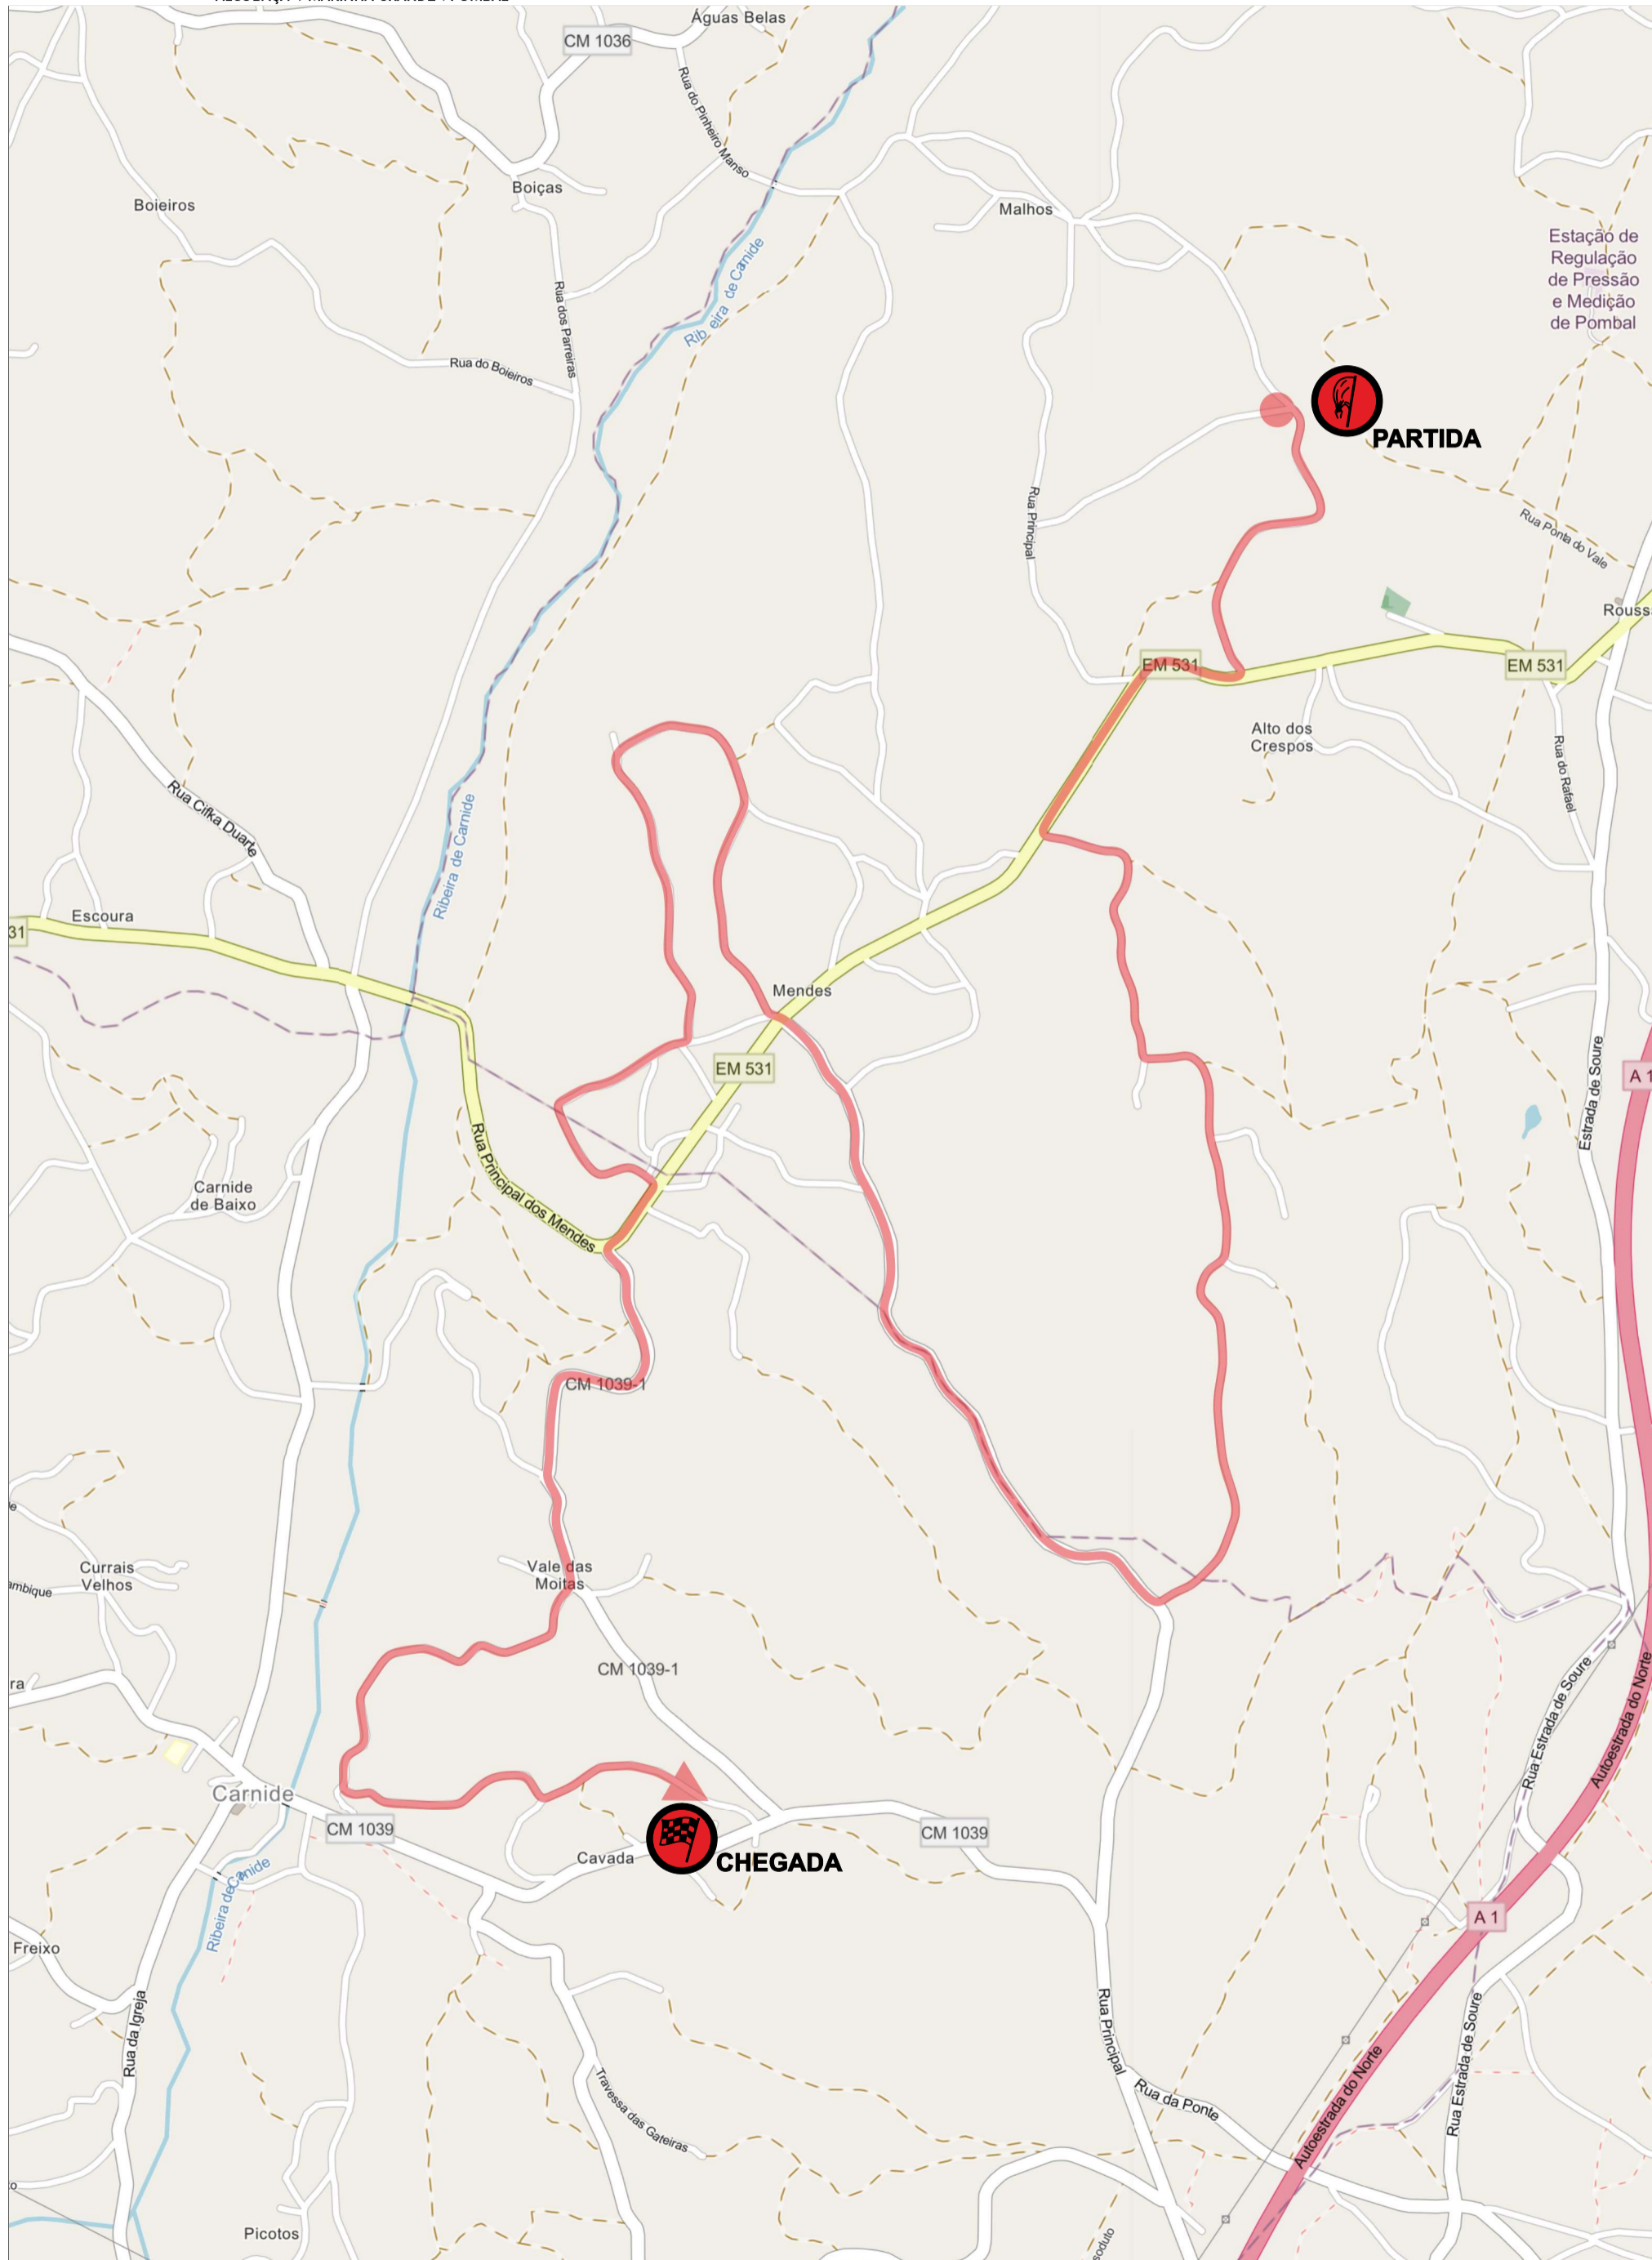 Águas Belas
CM 1036
Rua do Pinheiro Manso
Boiças
Boieiros
Malhos
Estação de
Regulação
de Pressão
e Medição
de Pombal
Ribeira de Carnide
Rua dos Parreiras
Rua do Boieiros
PARTIDA
Rua Principal
Rua Ponta do Vale
Rouss
EM 531
EM 531
Alto dos
Crespos
Rua do Rafael
Rua Cifka Duarte
Ribeira de Carnide
Escoura
31
Mendes
EM 531
Estrada de Soure
A 1
Rua Principal dos Mendes
Carnide
de Baixo
CM 1039-1
Vale das
Moitas
Currais
Velhos
ambique
CM 1039-1
ra
Rua Estrada de Soure
Autoestrada do Norte
Carnide
CM 1039
CM 1039
Cavada
CHEGADA
Ribeira de Carnide
A 1
Freixo
Rua da Igreja
Rua Principal
Rua da Ponte
Rua Estrada de Soure
Autoestrada do Norte
Travessa das Gateiras
Picotos
soduto